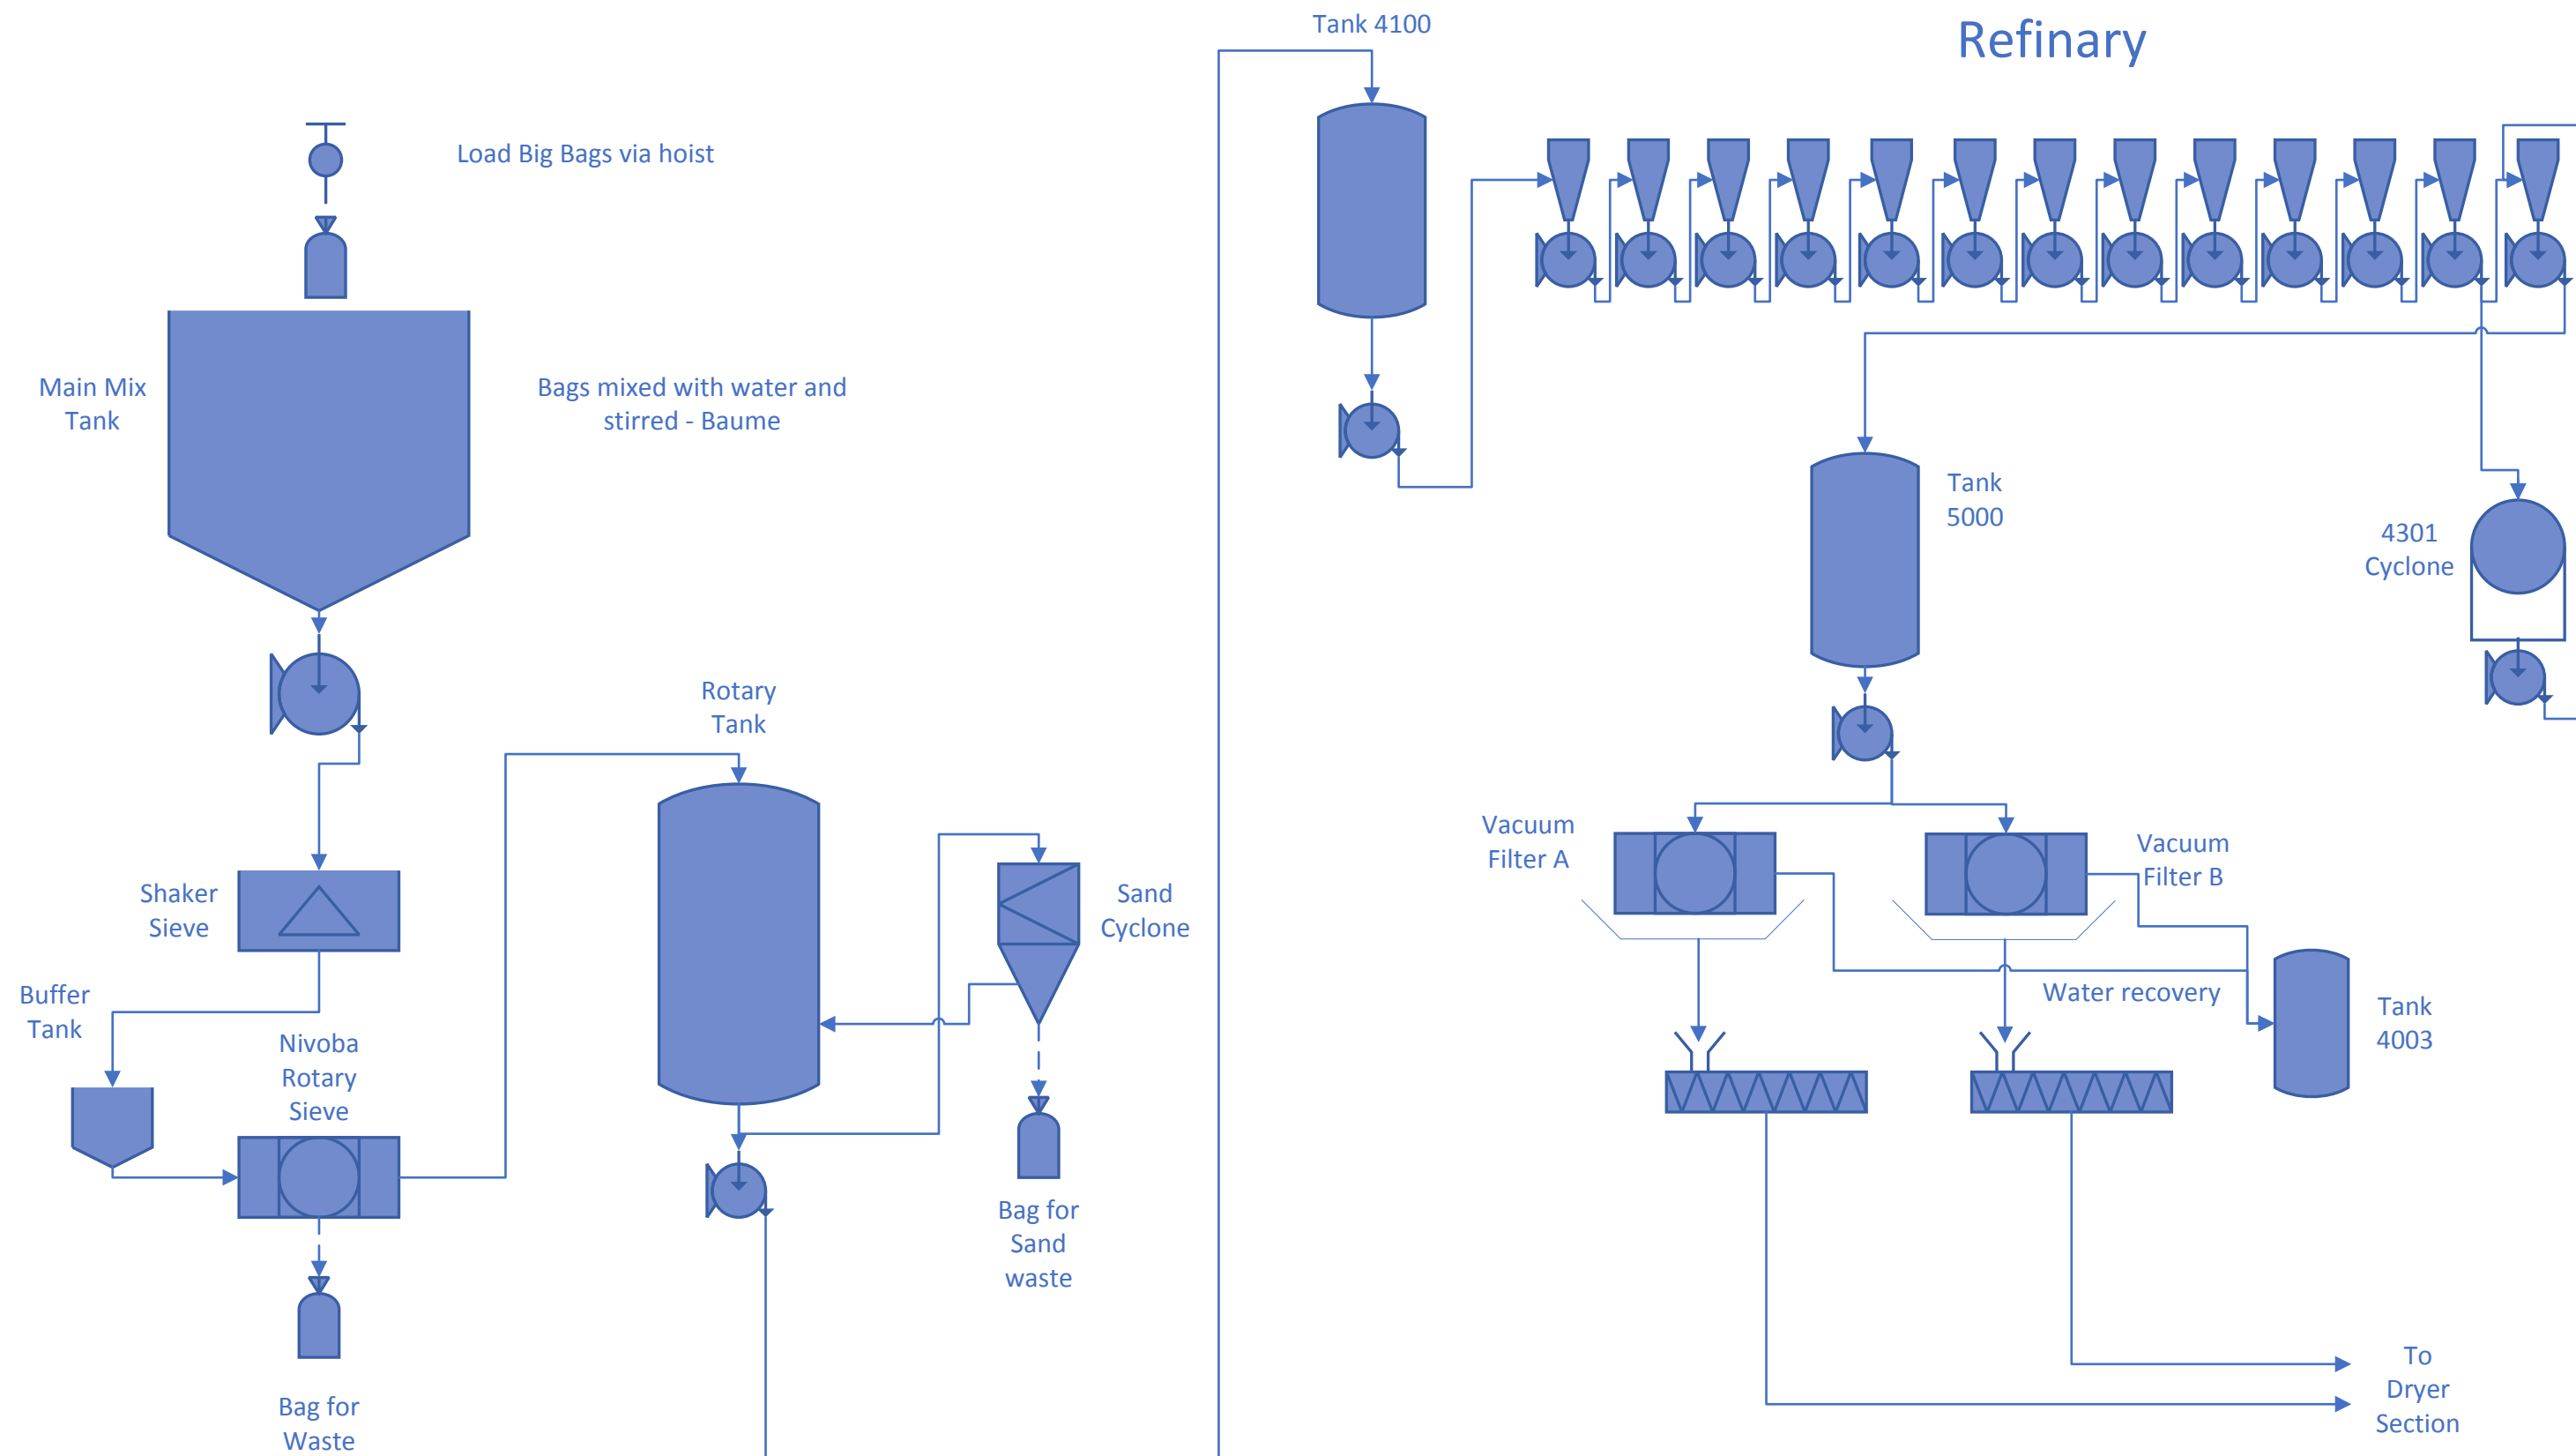 Tank 4100
Refinary
Load Big Bags via hoist
Main Mix
Tank
Bags mixed with water and
stirred - Baume
Tank
5000
4301
Cyclone
Rotary
Tank
Vacuum
Filter A
Vacuum
Filter B
Shaker
Sieve
Sand
Cyclone
Buffer
Tank
Water recovery
Tank
4003
Nivoba
Rotary
Sieve
Bag for
Sand
waste
To
Dryer
Section
Bag for
Waste